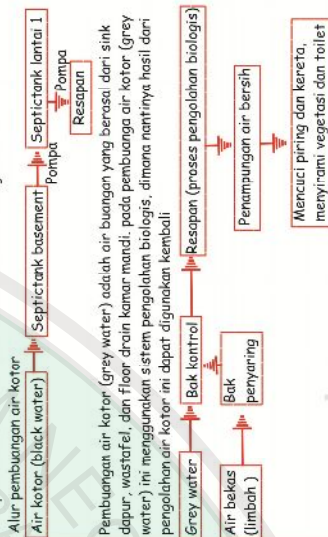 Alur pembuangan air kotor
Air kotor (black water)
Septictank basement
Pompa
Septictank lantai 1
Pompa
Resapan
Pembuangan air kotor (grey water) adalah air buangan yang berasal dari sink
dapur, wastafel, dan floor drain kamar mandi. pada pembuanga air kotor (grey
water) ini menggunakan sistem pengolahan biologis, dimana nantinya hasil dari
pengolahan air kotor ini dapat digunakan kembali
Grey water
Bak kontrol
Resapan (proses pengolahan biologis)
Air bekas
(limbah )
Bak
penyaring
Penampungan air bersih
Mencuci piring dan kereta,
menyirami vegetasi dan toilet